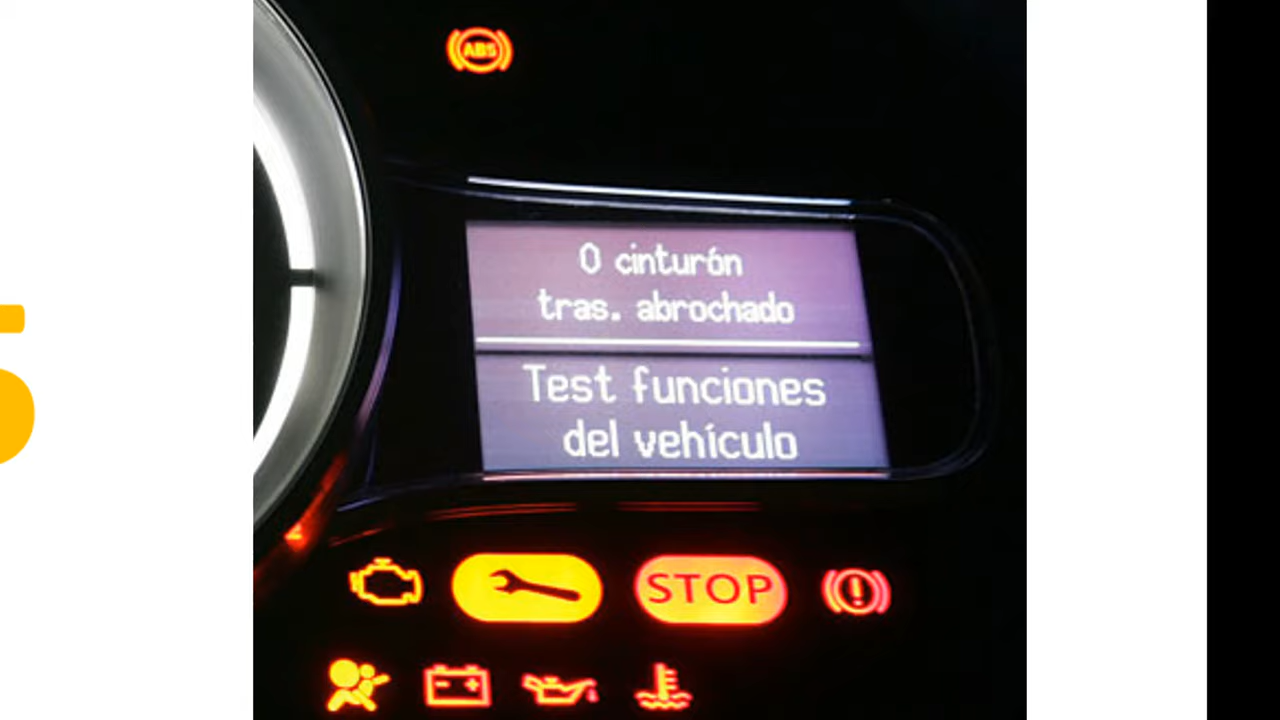 ABS
0 cinturón
tras. abrochado
Test funciones
del vehículo
STOP